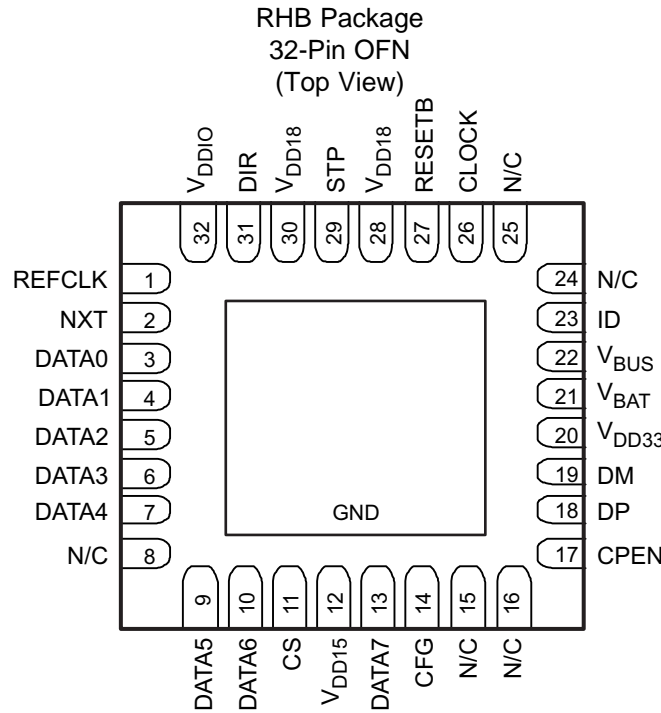 RHB Package
32-Pin QFN
(Top View)
VDDIO
DIR
VDD18
STP
VDD18
RESETB
CLOCK
N/C
32
31
30
29
28
27
26
25
REFCLK 1
NXT 2
DATA0 3
DATA1 4
DATA2 5
DATA3 6
DATA4 7
N/C 8
24 N/C
23 ID
22 VBUS
21 VBAT
20 VDD33
19 DM
18 DP
17 CPEN
GND
9
10
11
12
13
14
15
16
DATA5
DATA6
CS
VDD15
DATA7
CFG
N/C
N/C